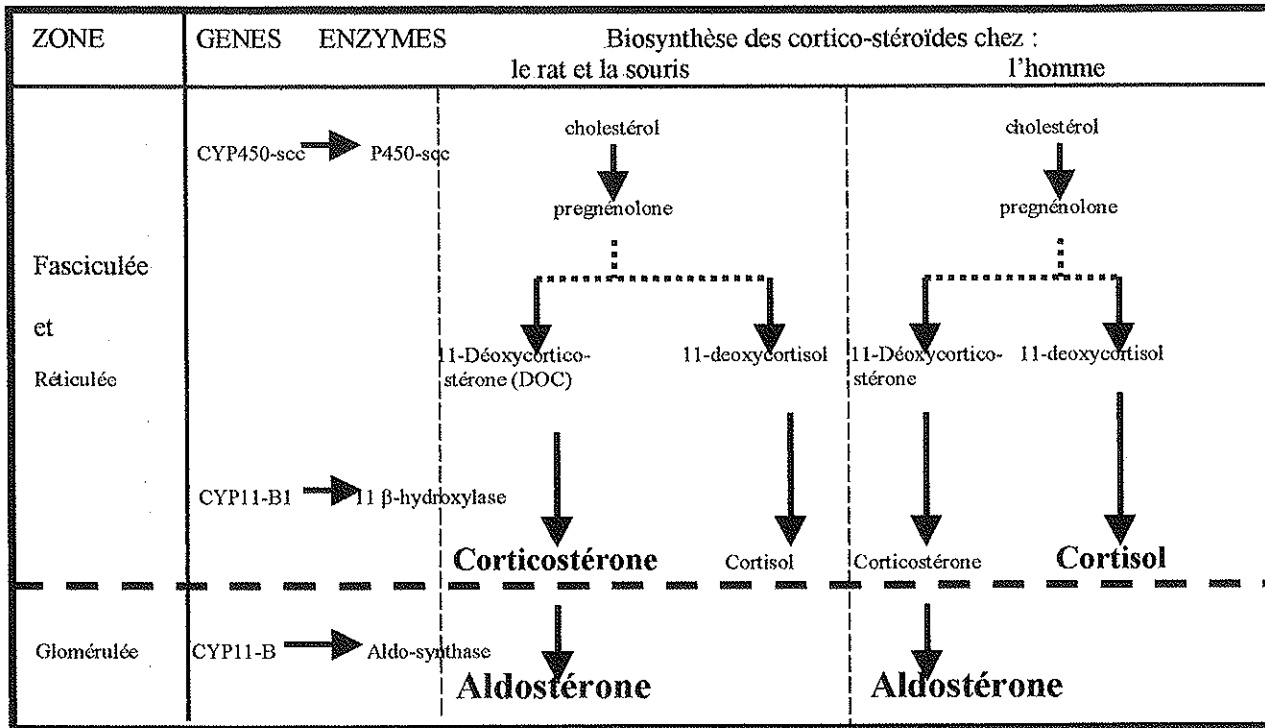 ZONE GENES ENZYMES Biosynthèse des cortico-stéroïdes chez :
le rat et la souris l'homme
cholestérol cholestérol
CYP450-scc P450-scc
pregnénolone pregnénolone
Fasciculée
et
11-Déoxycortico- 11-deoxycortisol 11-Déoxycortico- 11-deoxycortisol
Réticulée stérone (DOC) stérone
CYP11-B1 11 β-hydroxylase
Corticostérone Cortisol Corticostérone Cortisol
Glomérulée CYP11-B Aldo-synthase
Aldostérone Aldostérone